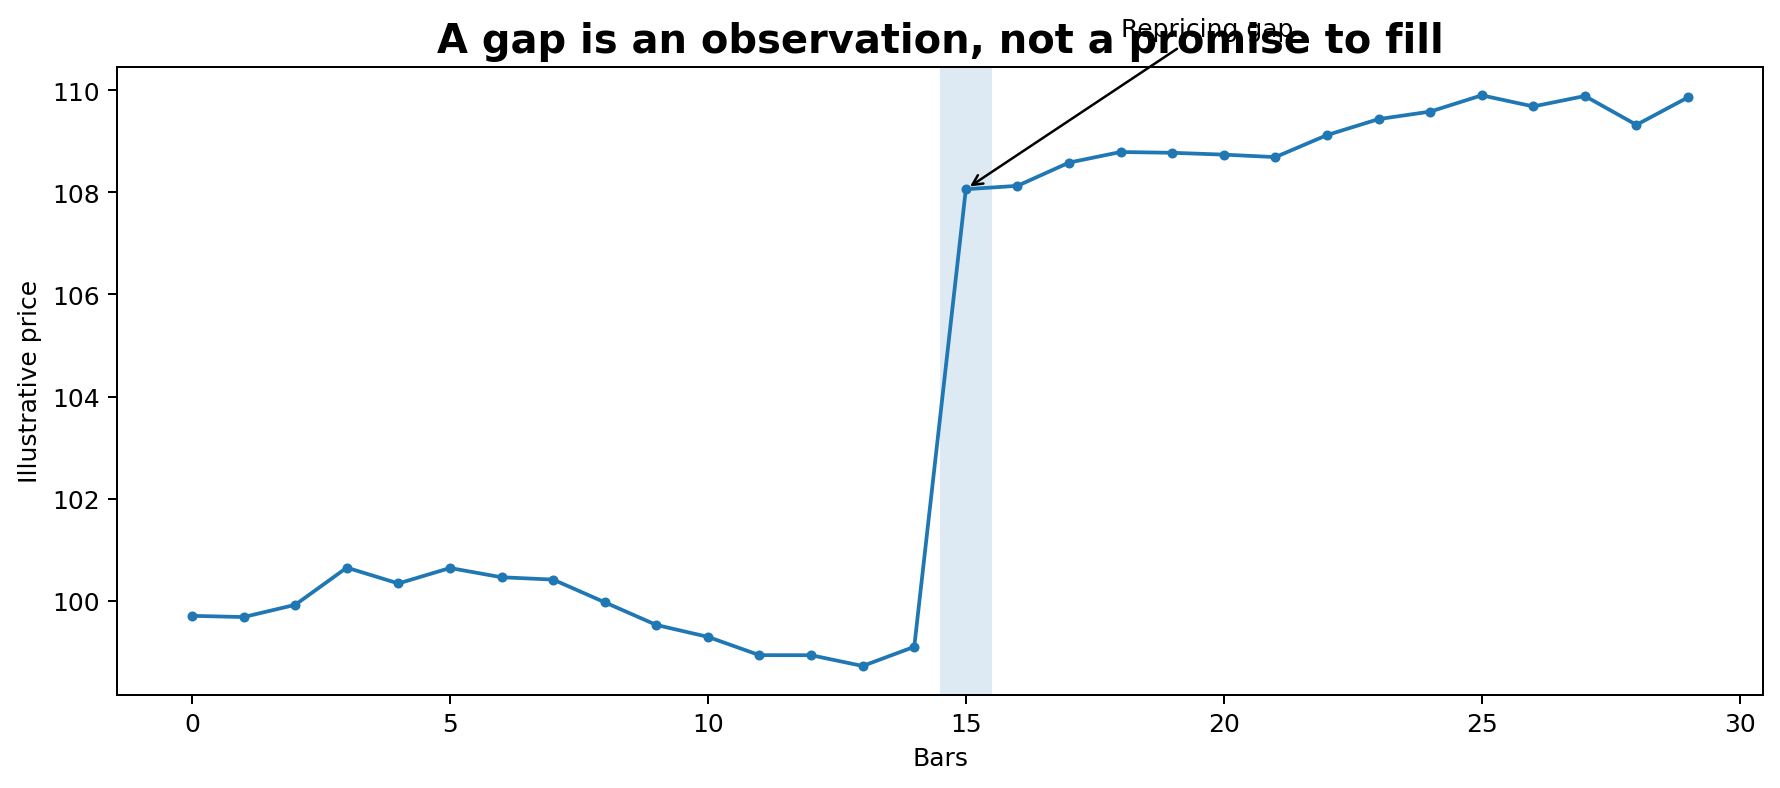 A gap is an observation, not a promise to fill
Repricing gap
Illustrative price
110
108
106
104
102
100
0 5 10 15 20 25 30
Bars